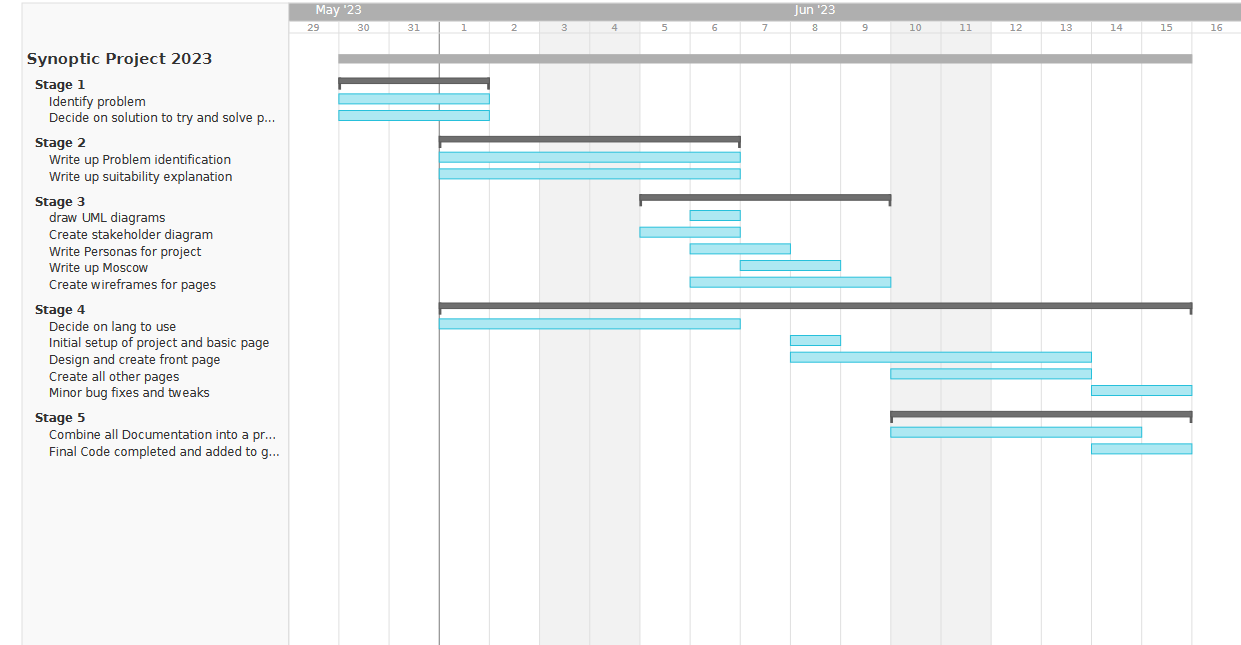 May '23 Jun '23
29 30 31 1 2 3 4 5 6 7 8 9 10 11 12 13 14 15 16
Synoptic Project 2023
Stage 1
Identify problem
Decide on solution to try and solve p...
Stage 2
Write up Problem identification
Write up suitability explanation
Stage 3
draw UML diagrams
Create stakeholder diagram
Write Personas for project
Write up Moscow
Create wireframes for pages
Stage 4
Decide on lang to use
Initial setup of project and basic page
Design and create front page
Create all other pages
Minor bug fixes and tweaks
Stage 5
Combine all Documentation into a pr...
Final Code completed and added to g...